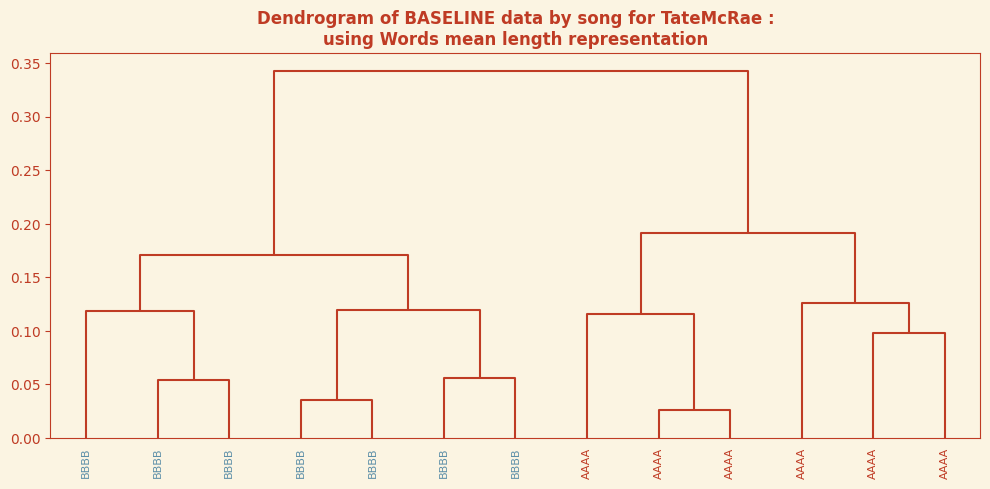 Dendrogram of BASELINE data by song for TateMcRae :
using Words mean length representation
0.35
0.30
0.25
0.20
0.15
0.10
0.05
0.00
BBBB
BBBB
BBBB
BBBB
BBBB
BBBB
BBBB
AAAA
AAAA
AAAA
AAAA
AAAA
AAAA